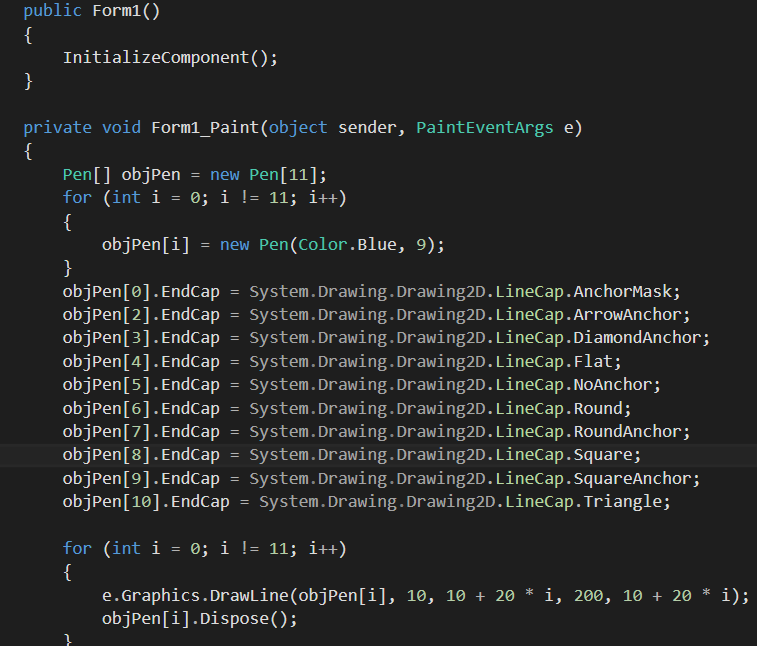 public Form1()
{
InitializeComponent();
}
private void Form1_Paint(object sender, PaintEventArgs e)
{
Pen[] objPen = new Pen[11];
for (int i = 0; i != 11; i++)
{
objPen[i] = new Pen(Color.Blue, 9);
}
objPen[0].EndCap = System.Drawing.Drawing2D.LineCap.AnchorMask;
objPen[2].EndCap = System.Drawing.Drawing2D.LineCap.ArrowAnchor;
objPen[3].EndCap = System.Drawing.Drawing2D.LineCap.DiamondAnchor;
objPen[4].EndCap = System.Drawing.Drawing2D.LineCap.Flat;
objPen[5].EndCap = System.Drawing.Drawing2D.LineCap.NoAnchor;
objPen[6].EndCap = System.Drawing.Drawing2D.LineCap.Round;
objPen[7].EndCap = System.Drawing.Drawing2D.LineCap.RoundAnchor;
objPen[8].EndCap = System.Drawing.Drawing2D.LineCap.Square;
objPen[9].EndCap = System.Drawing.Drawing2D.LineCap.SquareAnchor;
objPen[10].EndCap = System.Drawing.Drawing2D.LineCap.Triangle;
for (int i = 0; i != 11; i++)
{
e.Graphics.DrawLine(objPen[i], 10, 10 + 20 * i, 200, 10 + 20 * i);
objPen[i].Dispose();
}